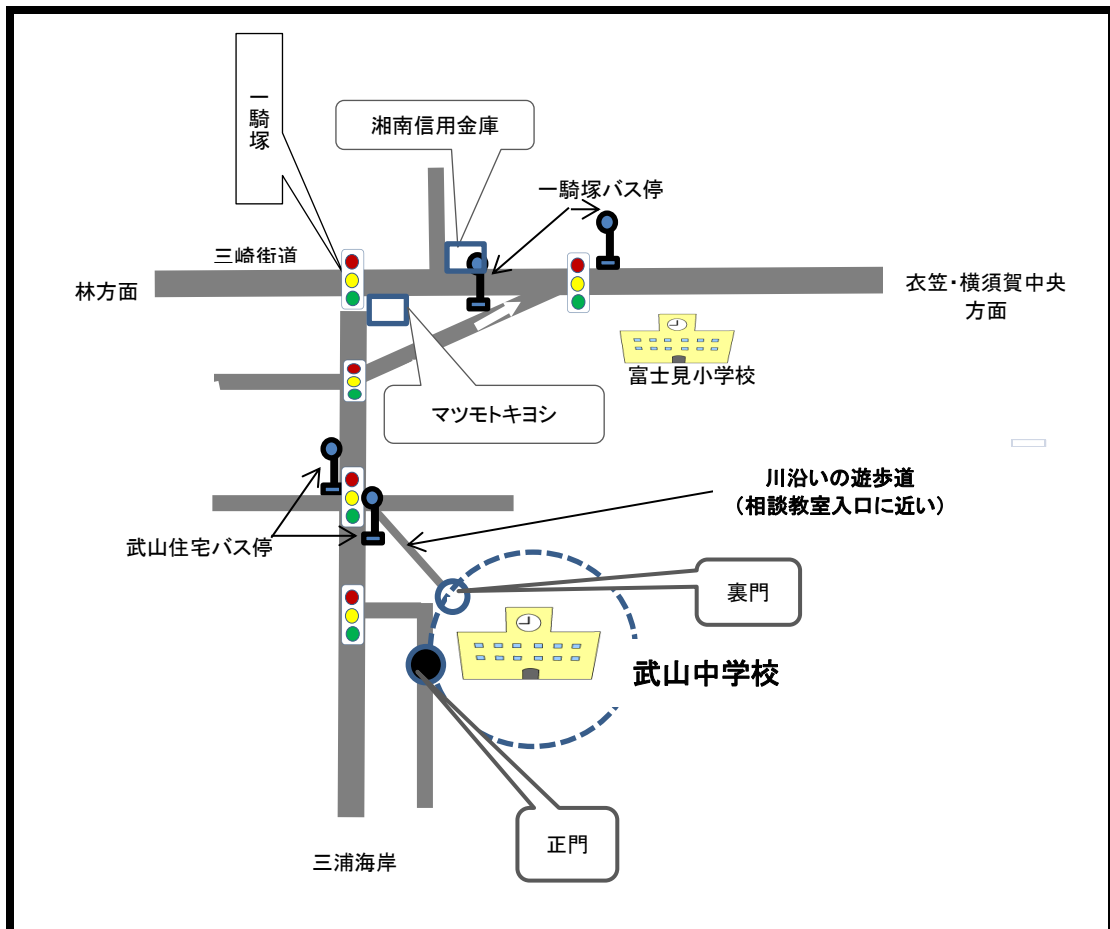 一騎塚
湘南信用金庫
一騎塚バス停
三崎街道
林方面
衣笠・横須賀中央
方面
富士見小学校
マツモトキヨシ
川沿いの遊歩道
(相談教室入口に近い)
武山住宅バス停
裏門
武山中学校
正門
三浦海岸